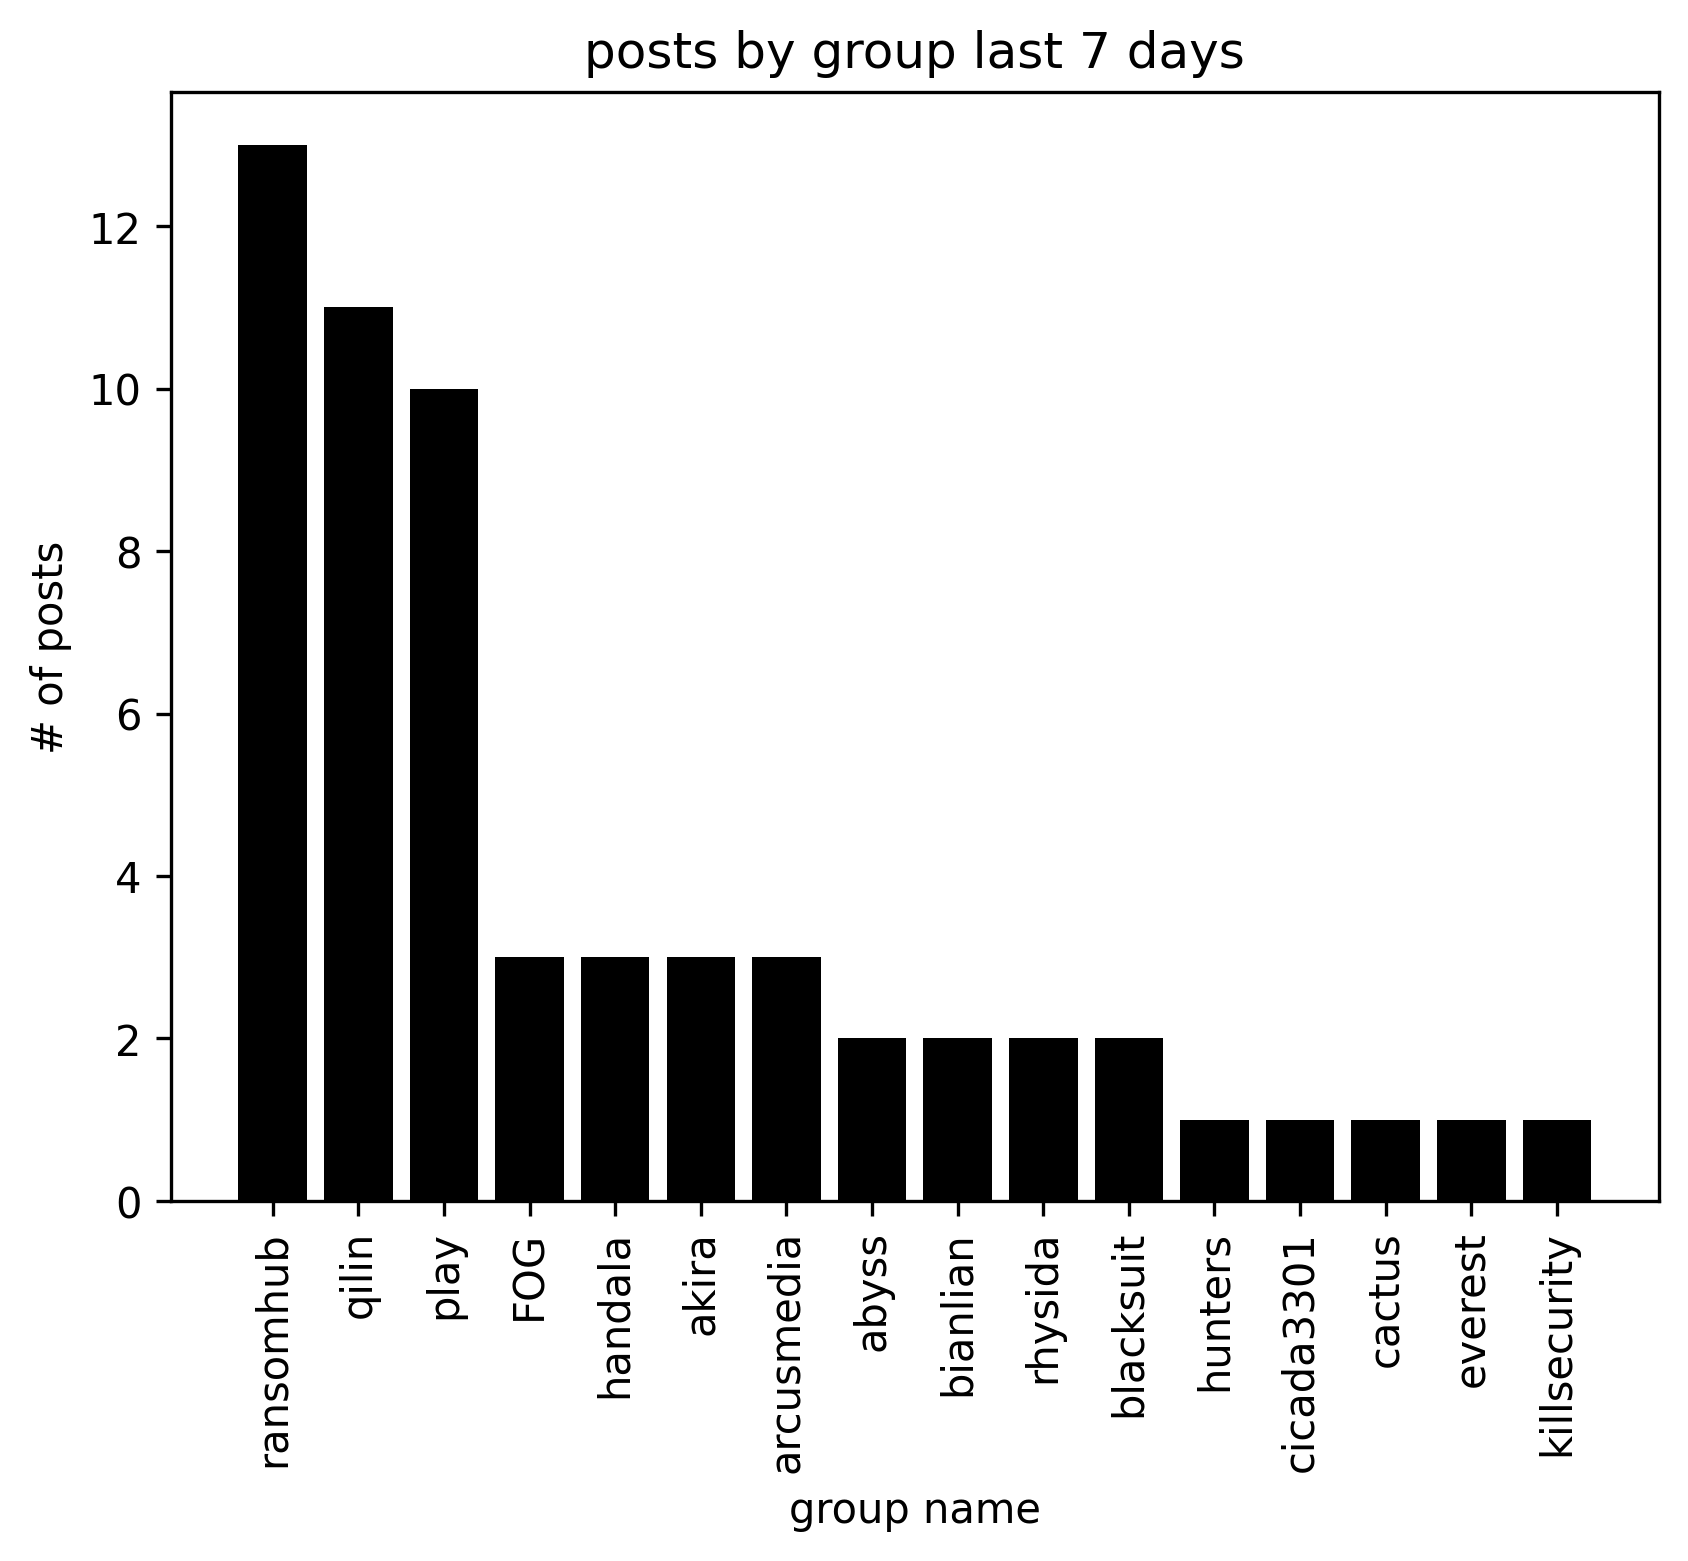 posts by group last 7 days
# of posts
12
10
8
6
4
2
0
ransomhub
qilin
play
FOG
handala
akira
arcusmedia
abyss
bianlian
rhysida
blacksuit
hunters
cicada3301
cactus
everest
killsecurity
group name